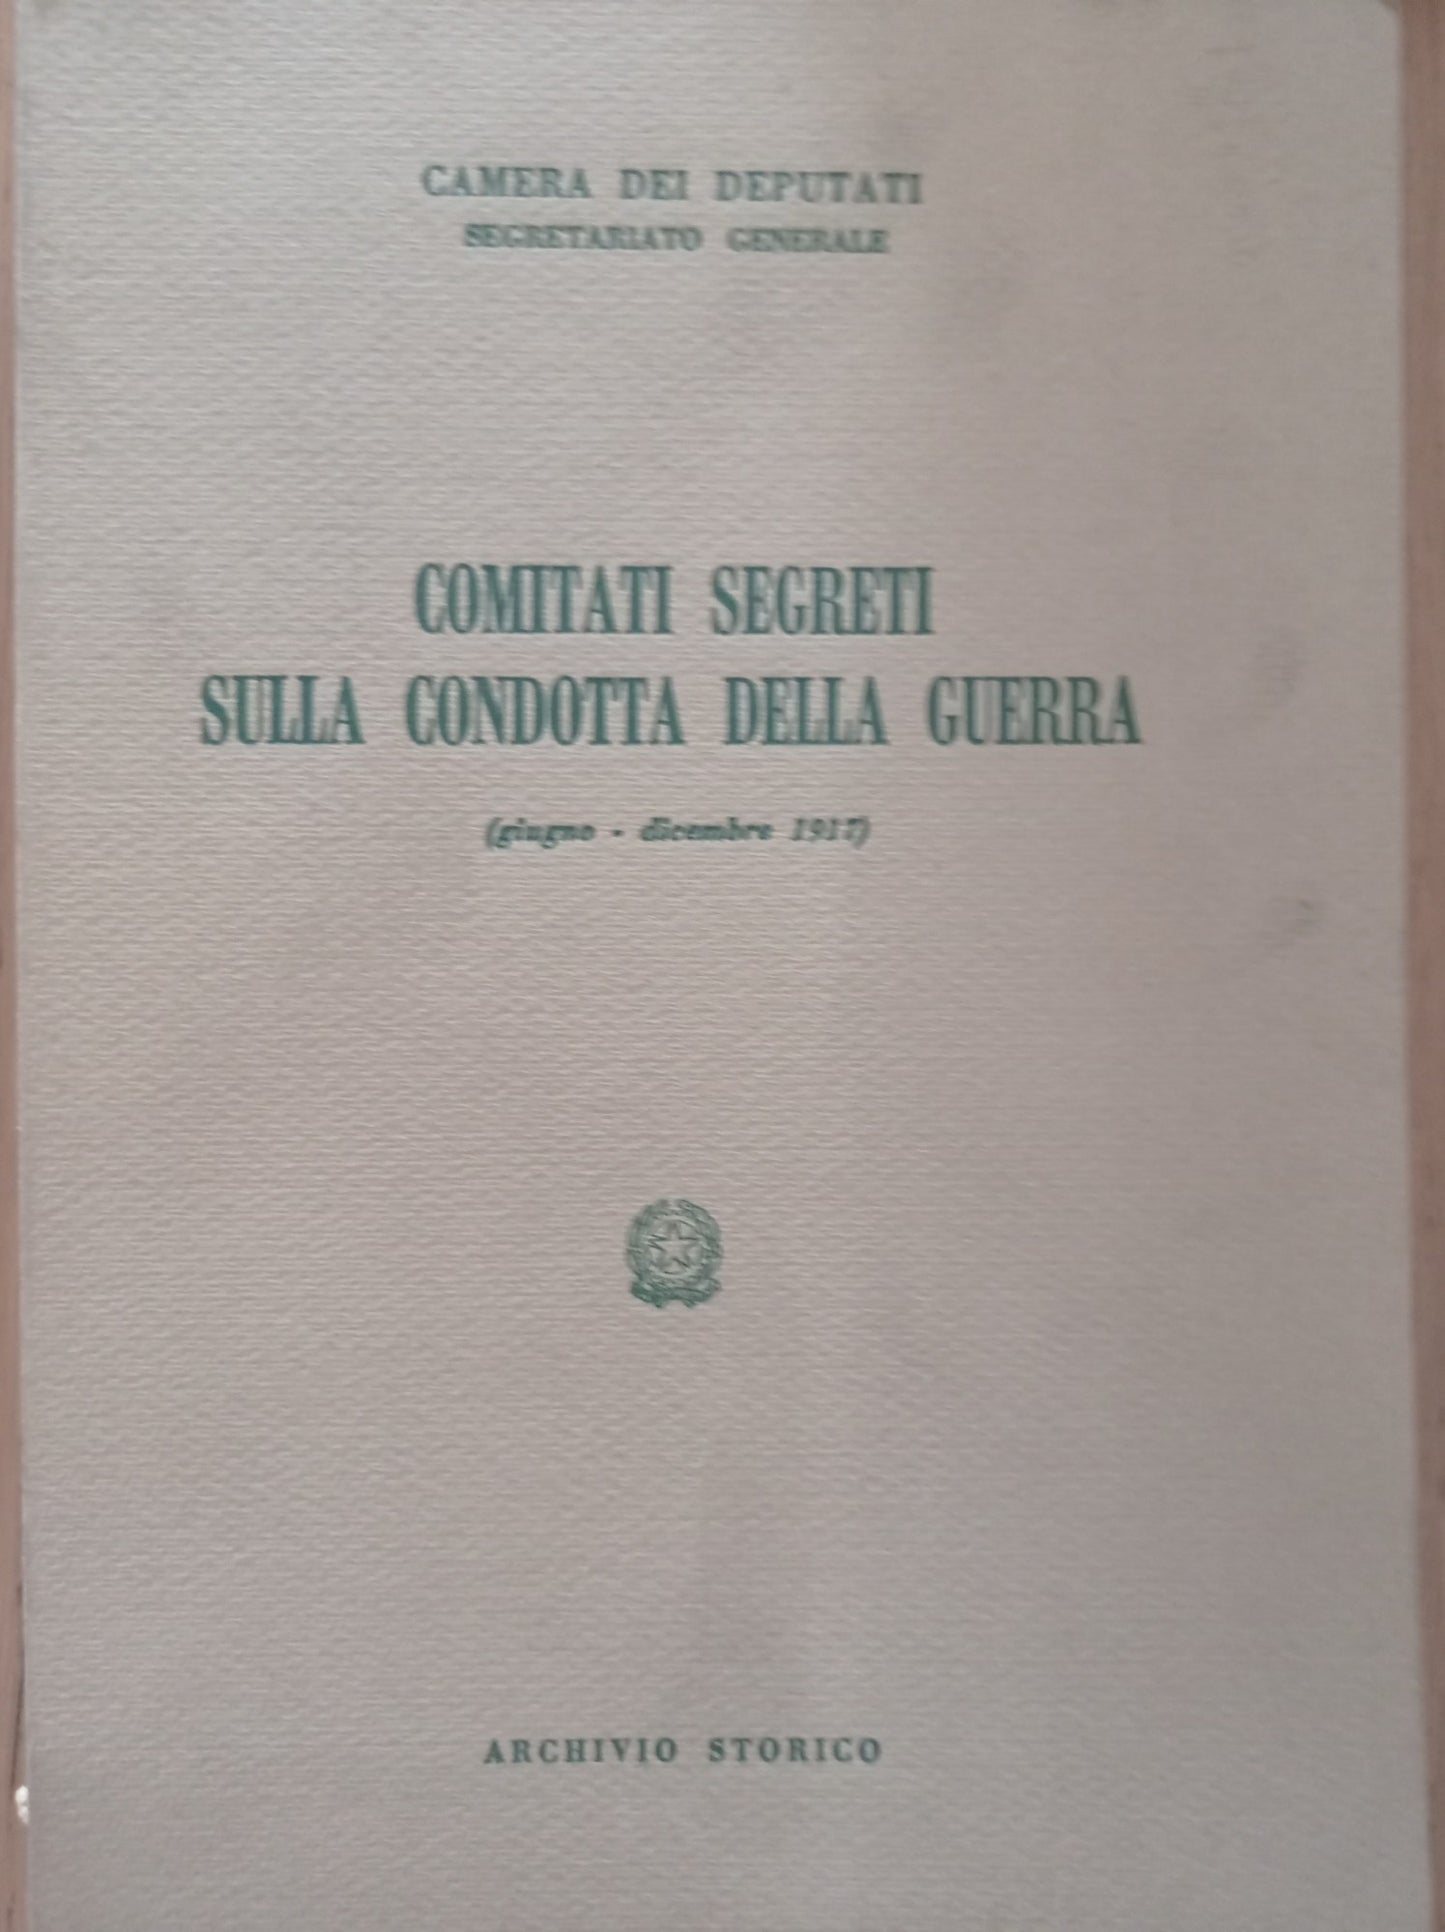 CAMERA DEI DEPUTATI
SEGRETARIATO GENERALE
COMITATI SEGRETI
SULLA CONDOTTA DELLA GUERRA
(giugno - dicembre 1917)
ARCHIVIO STORICO